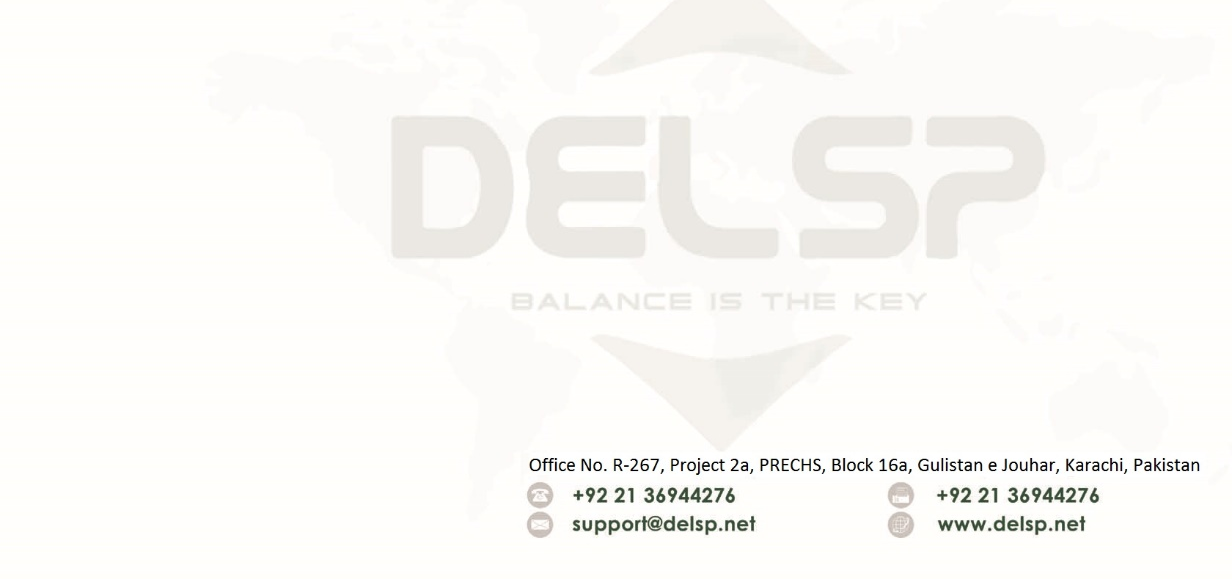 DELSP
BALANCE IS THE KEY
Office No. R-267, Project 2a, PRECHS, Block 16a, Gulistan e Jouhar, Karachi, Pakistan
+92 21 36944276 +92 21 36944276
support@delsp.net www.delsp.net